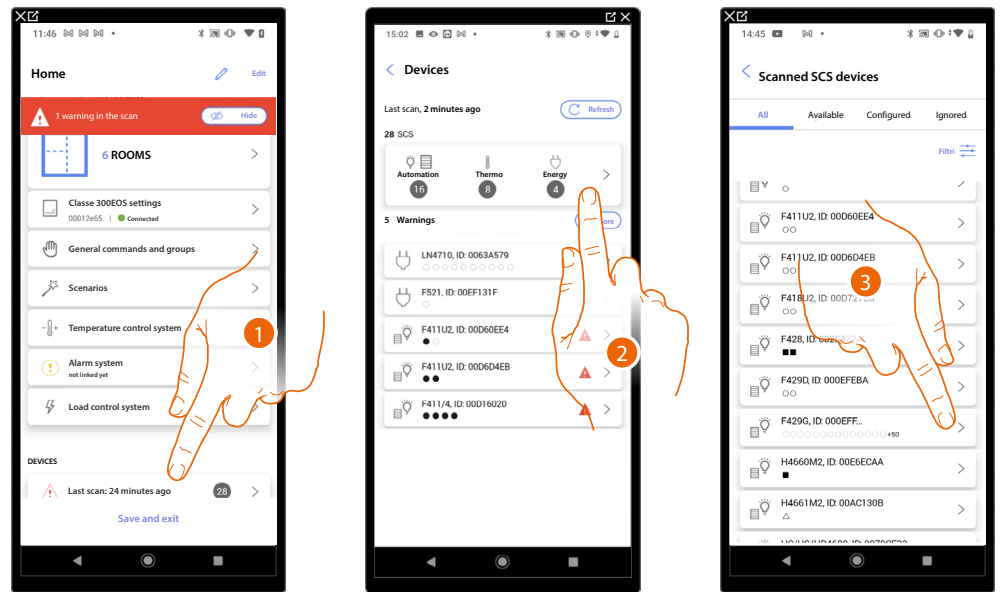 11:46
Home
Edit
1 warning in the scan
Hide
6 ROOMS
Classe 300EOS settings
00012e65 | Connected
General commands and groups
Scenarios
Temperature control system
Alarm system
not linked yet
Load control system
DEVICES
Last scan: 24 minutes ago
28
Save and exit
1
15:02
Devices
Last scan, 2 minutes ago
Refresh
28 SCS
Automation Thermo Energy
16 8 4
5 Warnings
LN4710, ID: 0063A579
F521, ID: 00EF131F
F411U2, ID: 00D60EE4
F411U2, ID: 00D6D4EB
F411/4, ID: 00D16020
2
14:45
Scanned SCS devices
All Available Configured Ignored
Filtri
F411U2, ID: 00D60EE4
F411U2, ID: 00D6D4EB
F418U2, ID: 00D72
F428, ID:
F429D, ID: 000EFEBA
F429G, ID: 000EFF...
+50
H4660M2, ID: 00E6ECAA
H4661M2, ID: 00AC130B
3